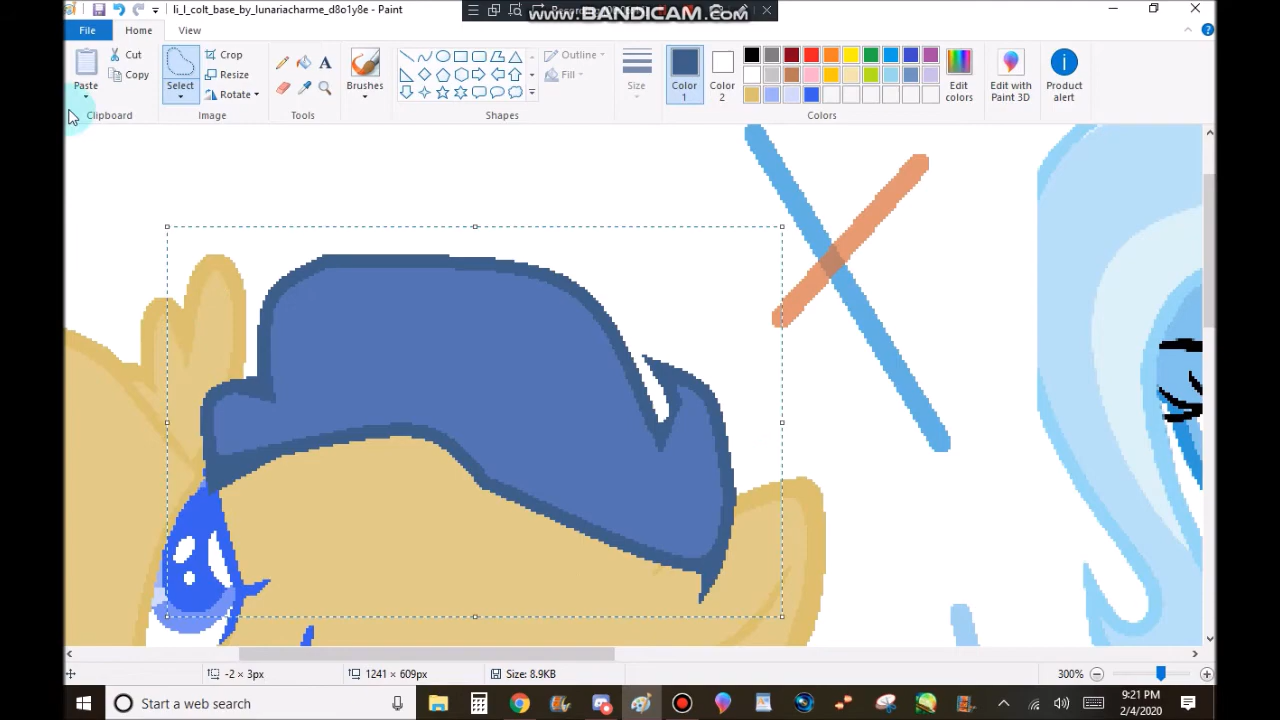 li_l_colt_base_by_lunariacharme_d8o1y8e - Paint
www.BANDICAM.com
File
Home
View
Paste
Cut
Copy
Clipboard
Select
Crop
Resize
Rotate
Image
Tools
Brushes
Shapes
Outline
Fill
Size
Color 1
Color 2
Colors
Edit colors
Edit with Paint 3D
Product alert
-2 × 3px
1241 × 609px
Size: 8.9KB
300%
Start a web search
9:21 PM
2/4/2020